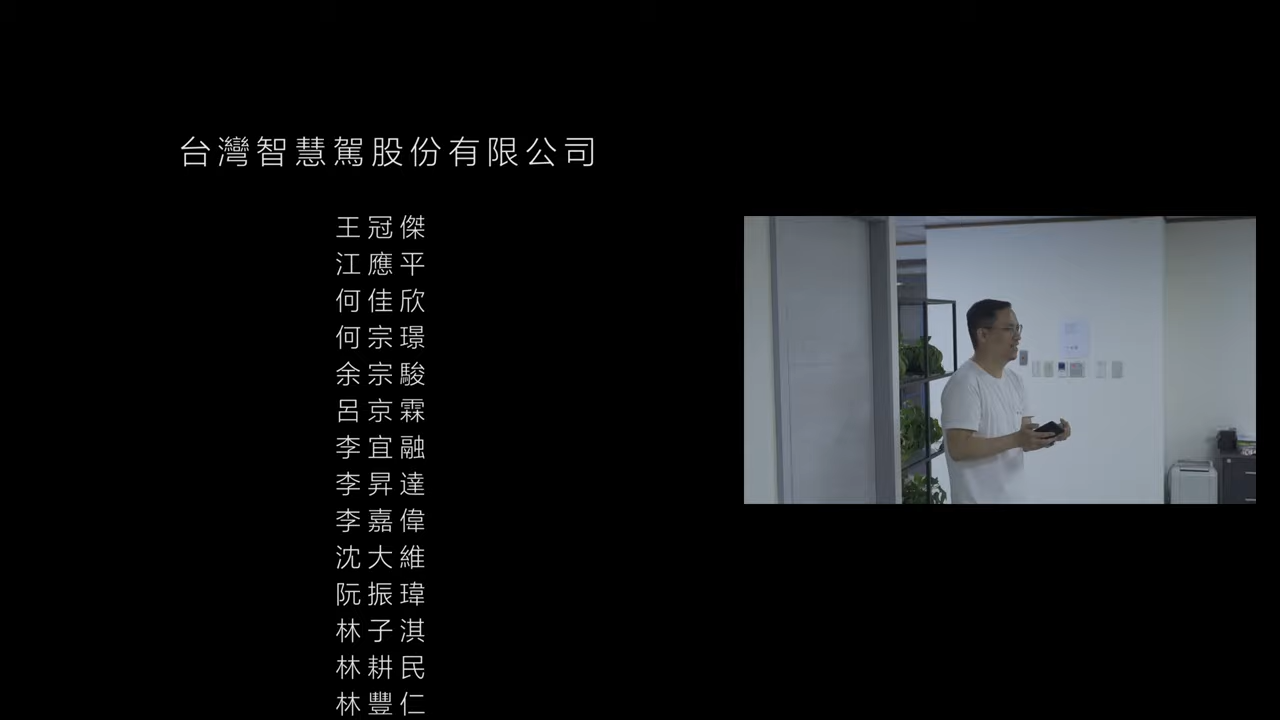 台灣智慧駕股份有限公司
王冠傑
江應平
何佳欣
何宗璟
余宗駿
呂京霖
李宜融
李昇達
李嘉偉
沈大維
阮振瑋
林子淇
林耕民
林豐仁